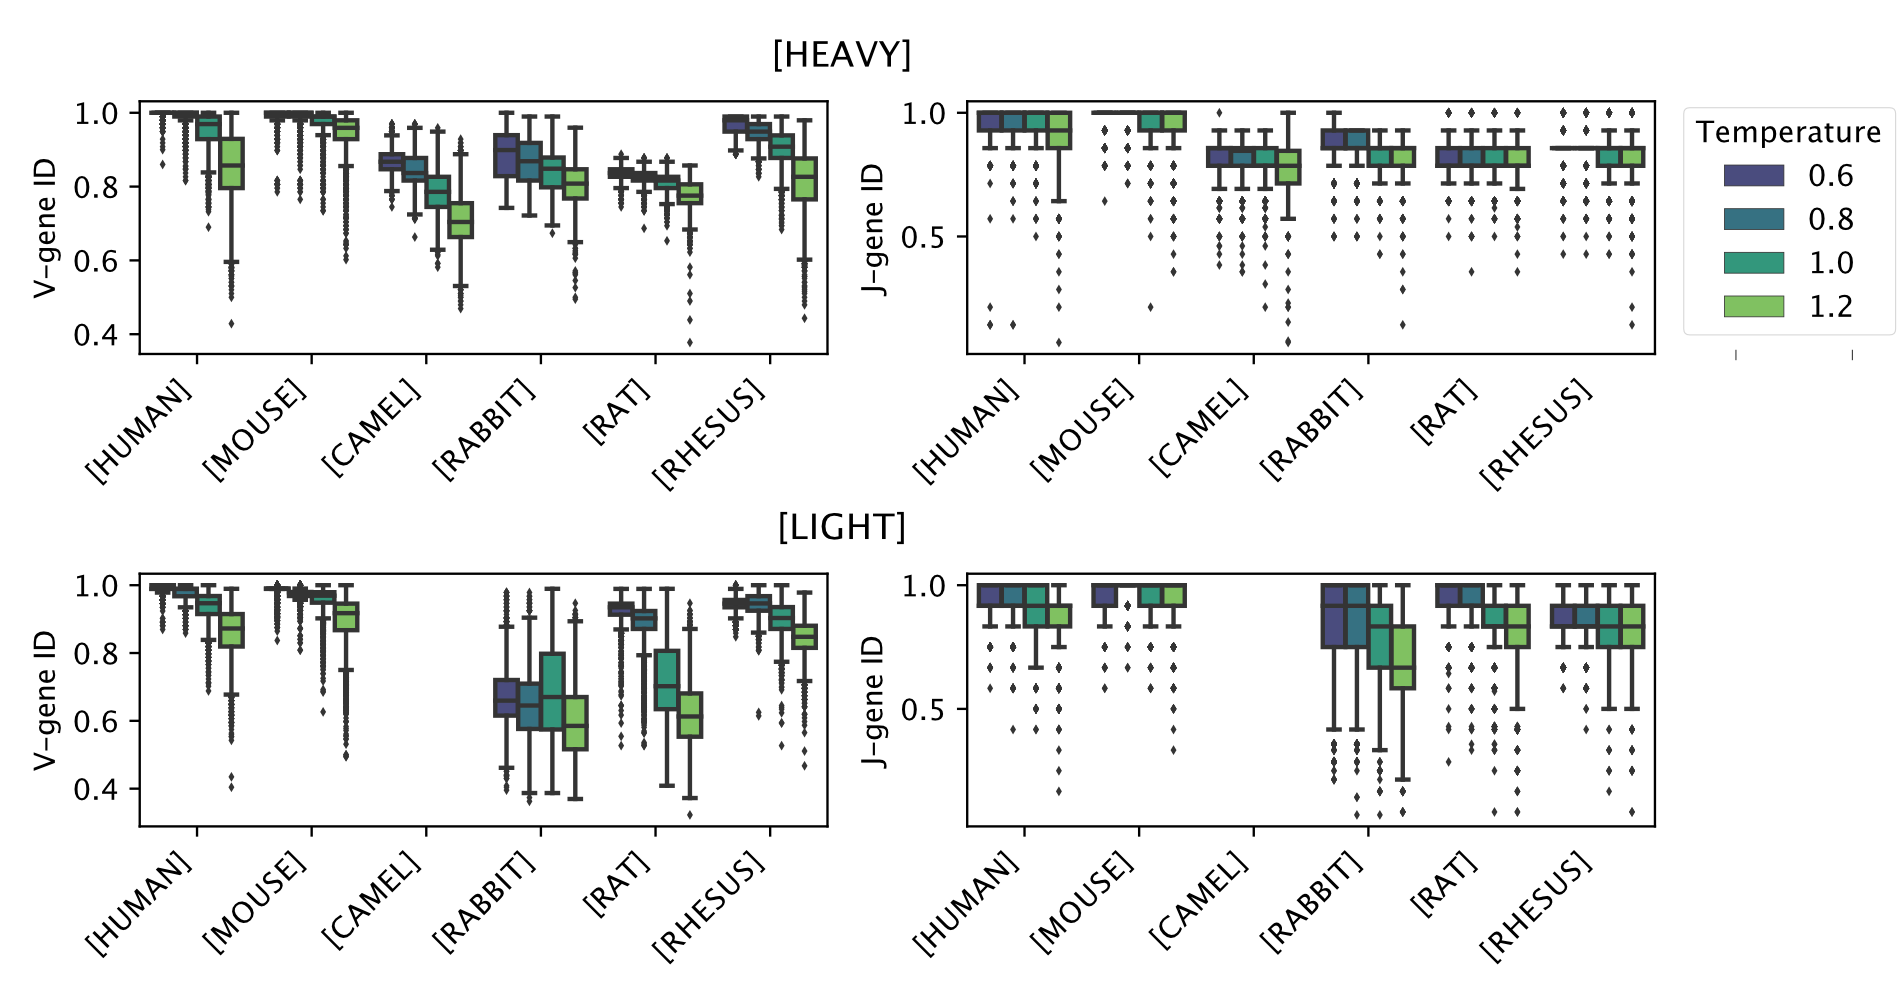 [HEAVY]
V-gene ID
1.0
0.8
0.6
0.4
[HUMAN]
[MOUSE]
[CAMEL]
[RABBIT]
[RAT]
[RHESUS]
J-gene ID
1.0
0.5
[HUMAN]
[MOUSE]
[CAMEL]
[RABBIT]
[RAT]
[RHESUS]
Temperature
0.6
0.8
1.0
1.2
[LIGHT]
V-gene ID
1.0
0.8
0.6
0.4
[HUMAN]
[MOUSE]
[CAMEL]
[RABBIT]
[RAT]
[RHESUS]
J-gene ID
1.0
0.5
[HUMAN]
[MOUSE]
[CAMEL]
[RABBIT]
[RAT]
[RHESUS]